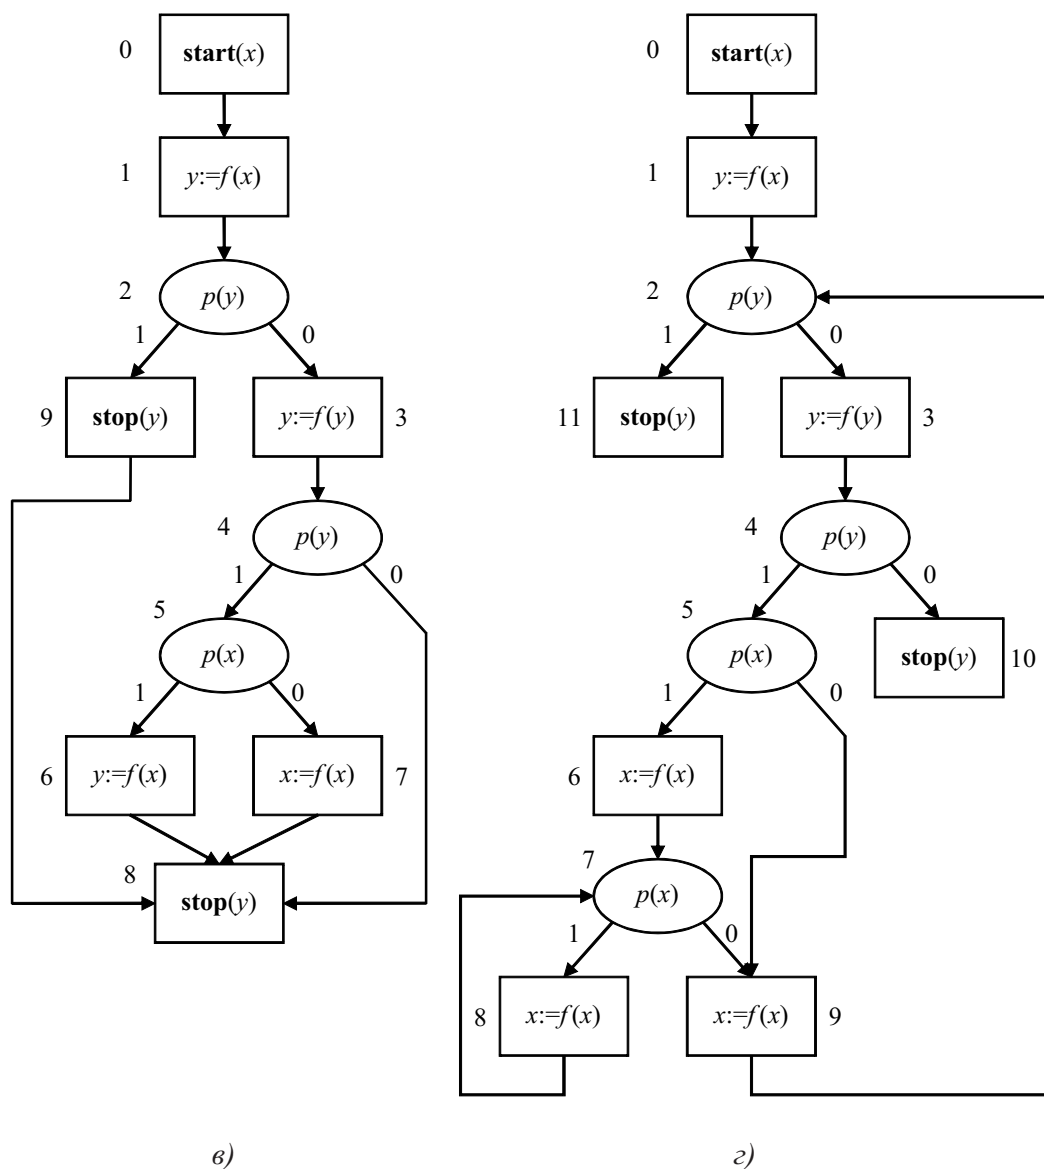 0 start(x)
1 y:=f(x)
2 p(y)
1 0
9 stop(y)
y:=f(y) 3
4 p(y)
1 0
5 p(x)
1 0
6 y:=f(x)
x:=f(x) 7
8 stop(y)
в)
0 start(x)
1 y:=f(x)
2 p(y)
1 0
11 stop(y)
y:=f(y) 3
4 p(y)
1 0
5 p(x)
stop(y) 10
1 0
6 x:=f(x)
7 p(x)
1 0
8 x:=f(x)
x:=f(x) 9
г)